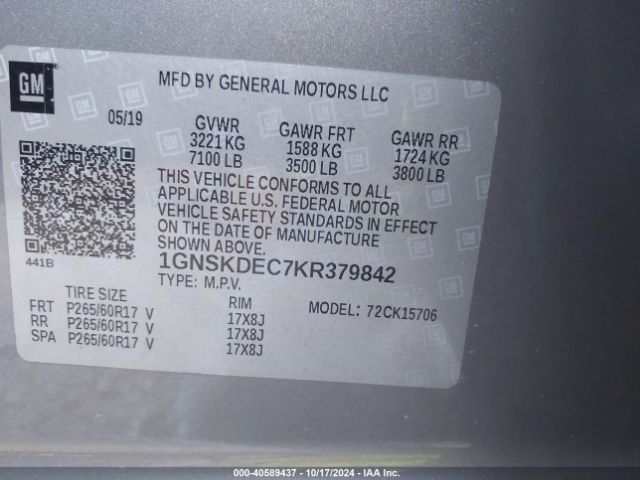 GM
MFD BY GENERAL MOTORS LLC
05/19
GVWR GAWR FRT GAWR RR
3221 KG 1588 KG 1724 KG
7100 LB 3500 LB 3800 LB
THIS VEHICLE CONFORMS TO ALL
APPLICABLE U.S. FEDERAL MOTOR
VEHICLE SAFETY STANDARDS IN EFFECT
ON THE DATE OF MANUFACTURE
SHOWN ABOVE.
441B
1GNSKDEC7KR379842
TYPE: M.P.V.
TIRE SIZE RIM MODEL: 72CK15706
FRT P265/60R17 V 17X8J
RR P265/60R17 V 17X8J
SPA P265/60R17 V 17X8J
000-40589437 - 10/17/2024 - IAA Inc.